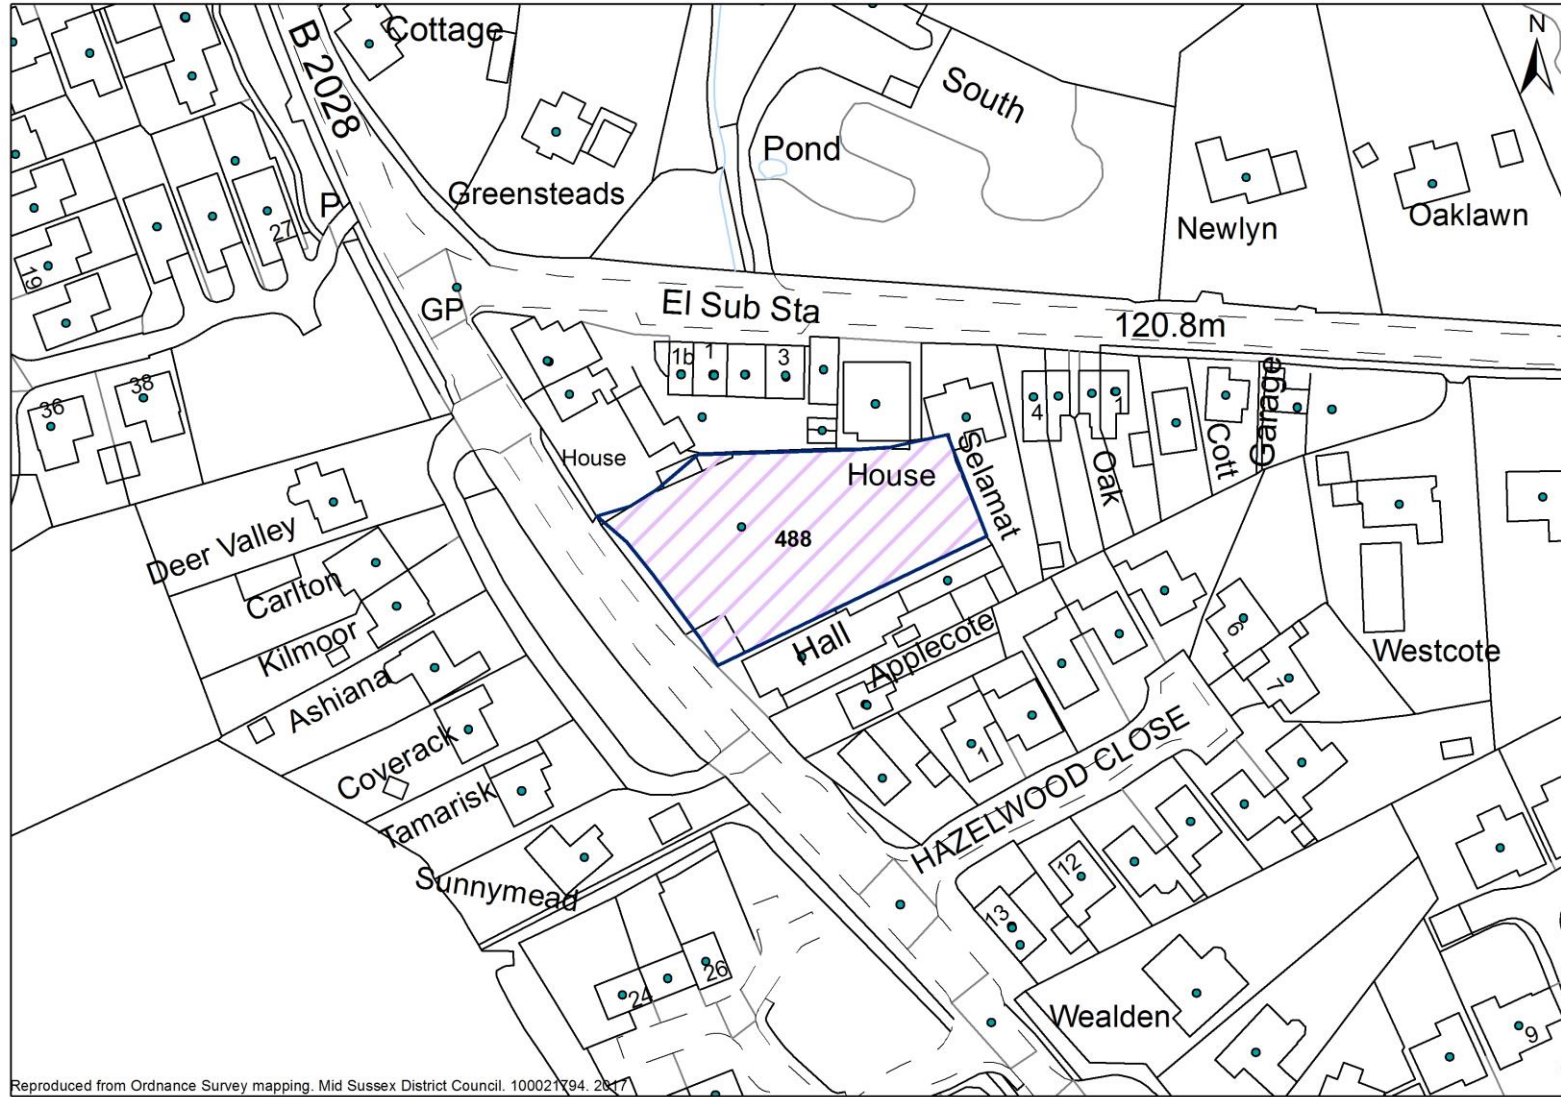 N
Cottage
B 2028
South
Pond
Greensteads
P
27
19
Newlyn
Oaklawn
GP
El Sub Sta
120.8m
1b
1
3
38
36
4
1
Garage
House
House
Selamat
Oak
Cott
488
Deer Valley
Carlton
Kilmoor
Ashiana
Coverack
Tamarisk
Sunnymead
Hall
Applecote
6
7
Westcote
1
HAZELWOOD CLOSE
12
13
26
24
Wealden
9
Reproduced from Ordnance Survey mapping. Mid Sussex District Council. 100021794. 2017